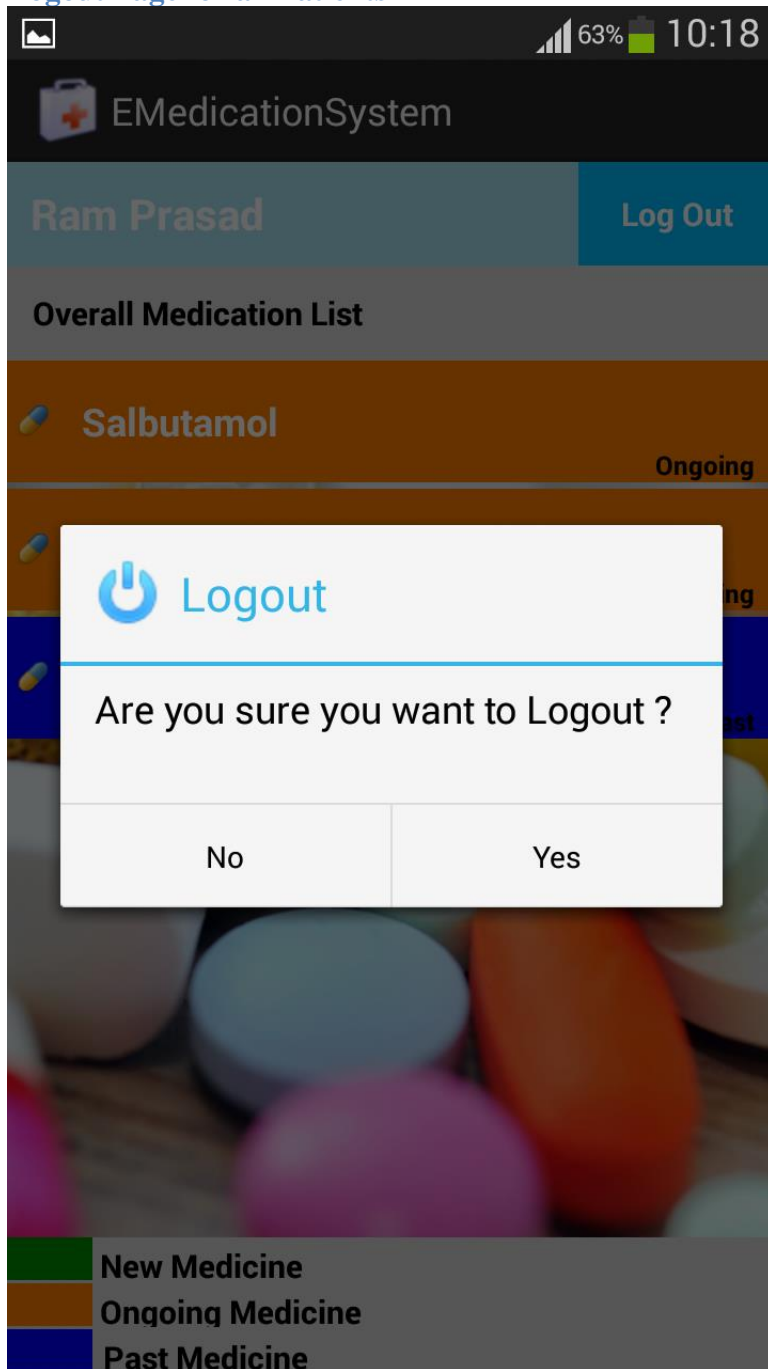 63% 10:18
EMedicationSystem
Ram Prasad Log Out
Overall Medication List
Salbutamol
Ongoing
Logout
Are you sure you want to Logout ?
No Yes
New Medicine
Ongoing Medicine
Past Medicine